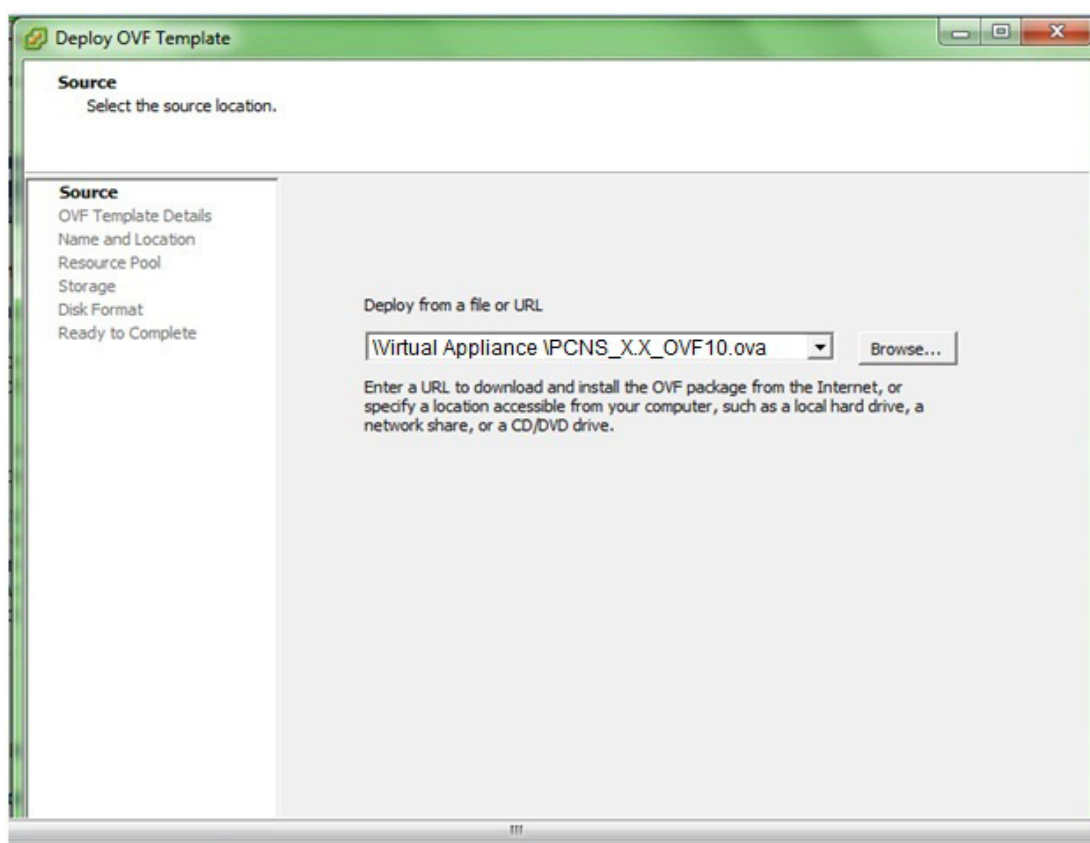 Deploy OVF Template
Source
Select the source location.
Source
OVF Template Details
Name and Location
Resource Pool
Storage
Disk Format
Ready to Complete
Deploy from a file or URL
\Virtual Appliance \PCNS_X.X_OVF10.ova
Browse...
Enter a URL to download and install the OVF package from the Internet, or
specify a location accessible from your computer, such as a local hard drive, a
network share, or a CD/DVD drive.